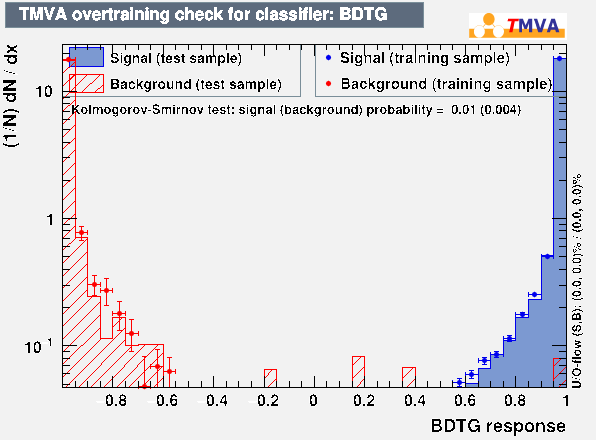 TMVA overtraining check for classifier: BDTG
TMVA
(1/N) dN / dx
Signal (test sample)
Signal (training sample)
Background (test sample)
Background (training sample)
Kolmogorov-Smirnov test: signal (background) probability = 0.01 (0.004)
10
1
10⁻¹
−0.8 −0.6 −0.4 −0.2 0 0.2 0.4 0.6 0.8 1
BDTG response
U/O-flow (S,B): (0.0, 0.0)% / (0.0, 0.0)%